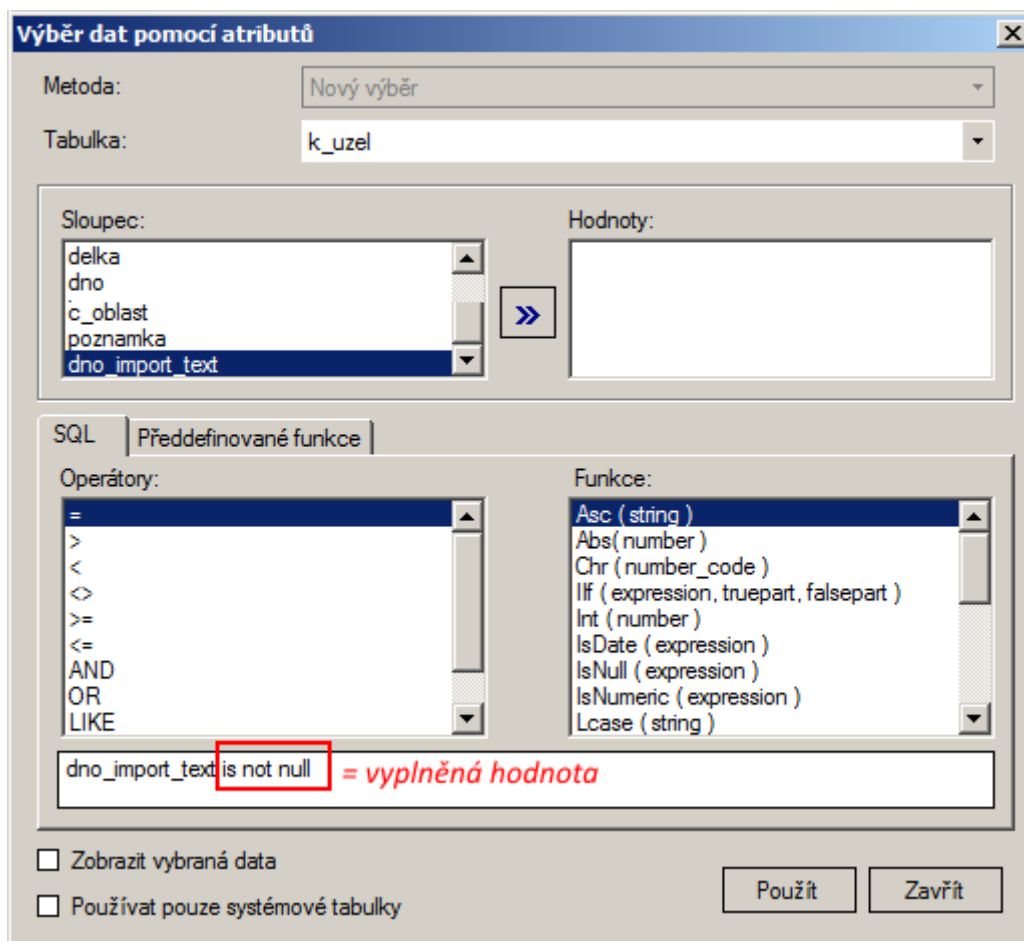 Výběr dat pomocí atributů
Metoda:
Nový výběr
Tabulka:
k_uzel
Sloupec:
delka
dno
c_oblast
poznamka
dno_import_text
»
Hodnoty:
SQL
Předdefinované funkce
Operátory:
=
>
<
<>
>=
<=
AND
OR
LIKE
Funkce:
Asc ( string )
Abs( number )
Chr ( number_code )
IIf ( expression, truepart, falsepart )
Int ( number )
IsDate ( expression )
IsNull ( expression )
IsNumeric ( expression )
Lcase ( string )
dno_import_text is not null = vyplněná hodnota
Zobrazit vybraná data
Používat pouze systémové tabulky
Použít
Zavřít